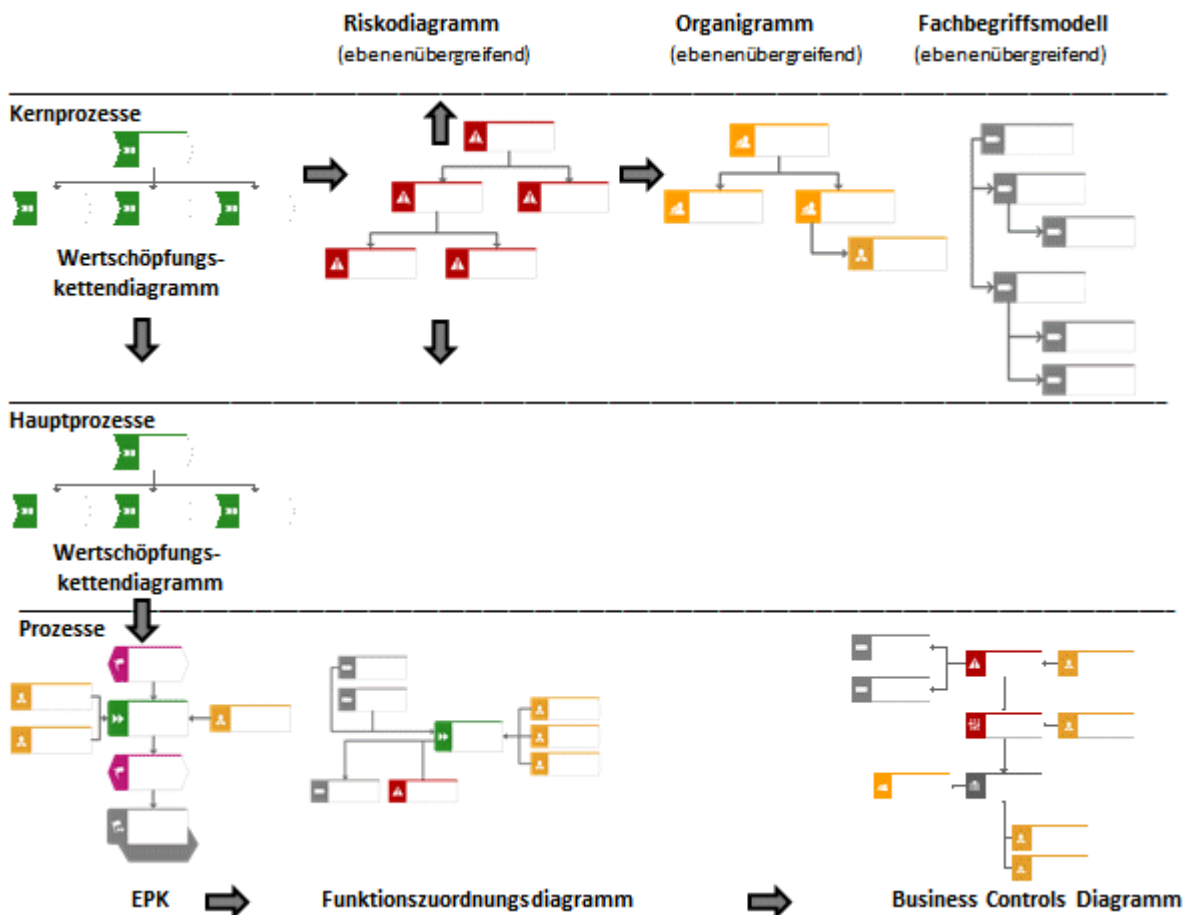 Riskodiagramm
(ebenenübergreifend)
Organigramm
(ebenenübergreifend)
Fachbegriffsmodell
(ebenenübergreifend)
Kernprozesse
Wertschöpfungs-
kettendiagramm
Hauptprozesse
Wertschöpfungs-
kettendiagramm
Prozesse
EPK
Funktionszuordnungsdiagramm
Business Controls Diagramm